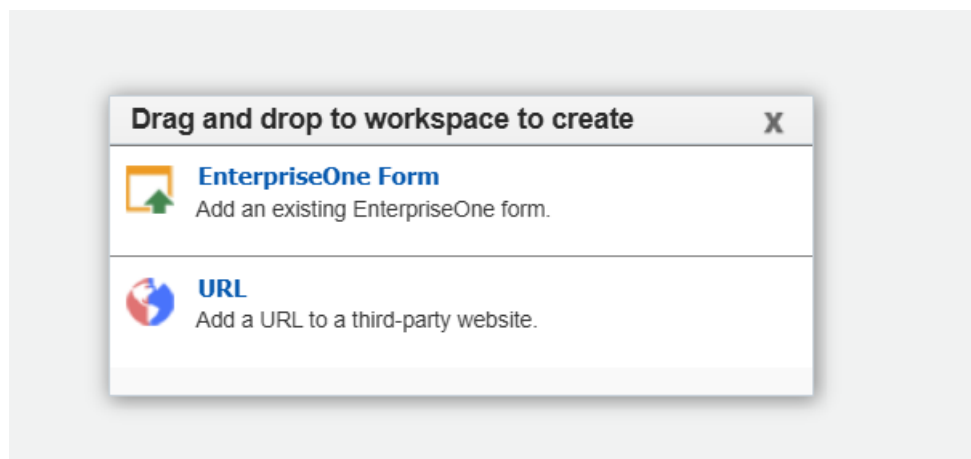 Drag and drop to workspace to create X
EnterpriseOne Form
Add an existing EnterpriseOne form.
URL
Add a URL to a third-party website.